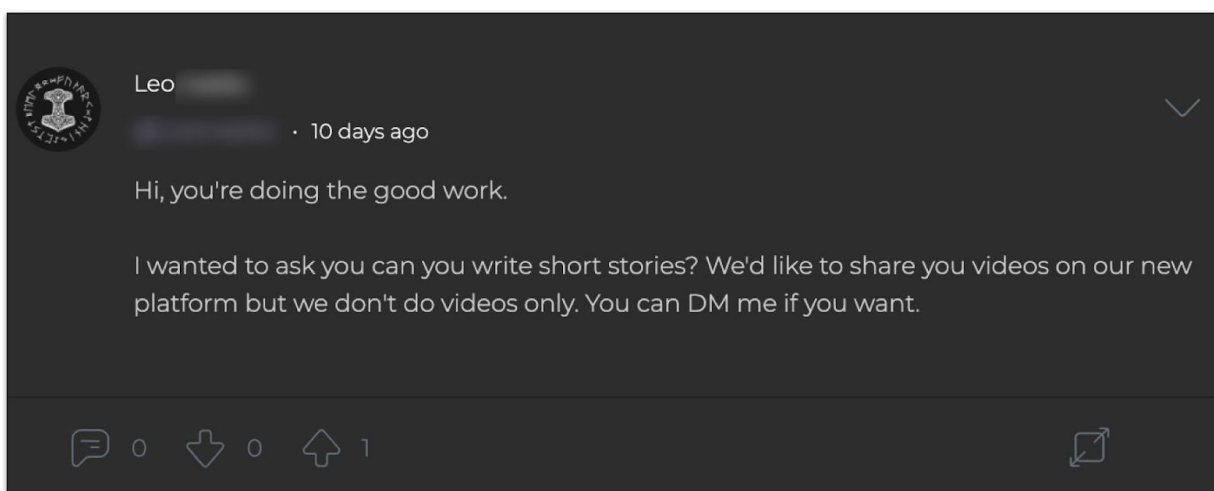 Leo
· 10 days ago
Hi, you're doing the good work.
I wanted to ask you can you write short stories? We'd like to share you videos on our new
platform but we don't do videos only. You can DM me if you want.
0 0 1